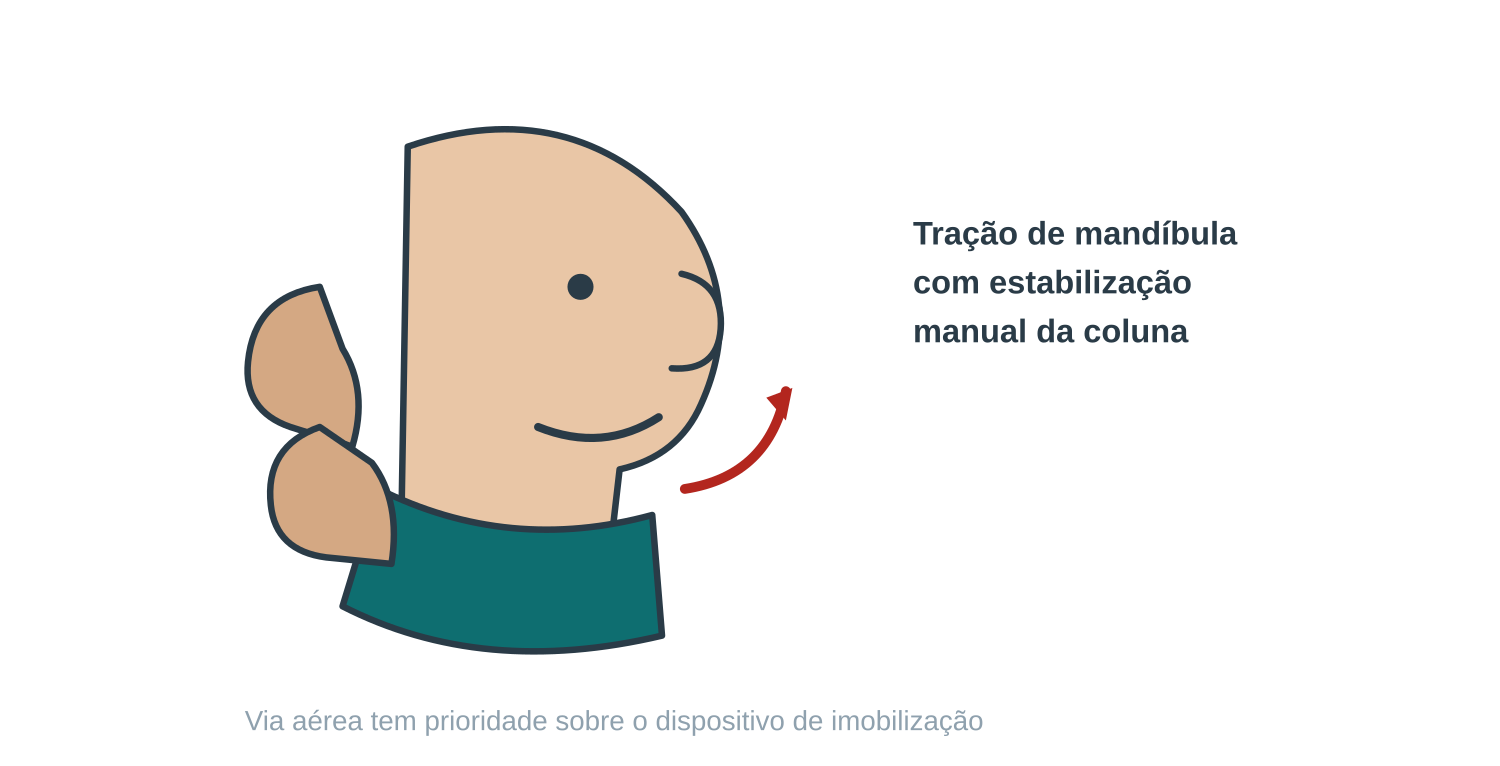 Tração de mandíbula
com estabilização
manual da coluna
Via aérea tem prioridade sobre o dispositivo de imobilização